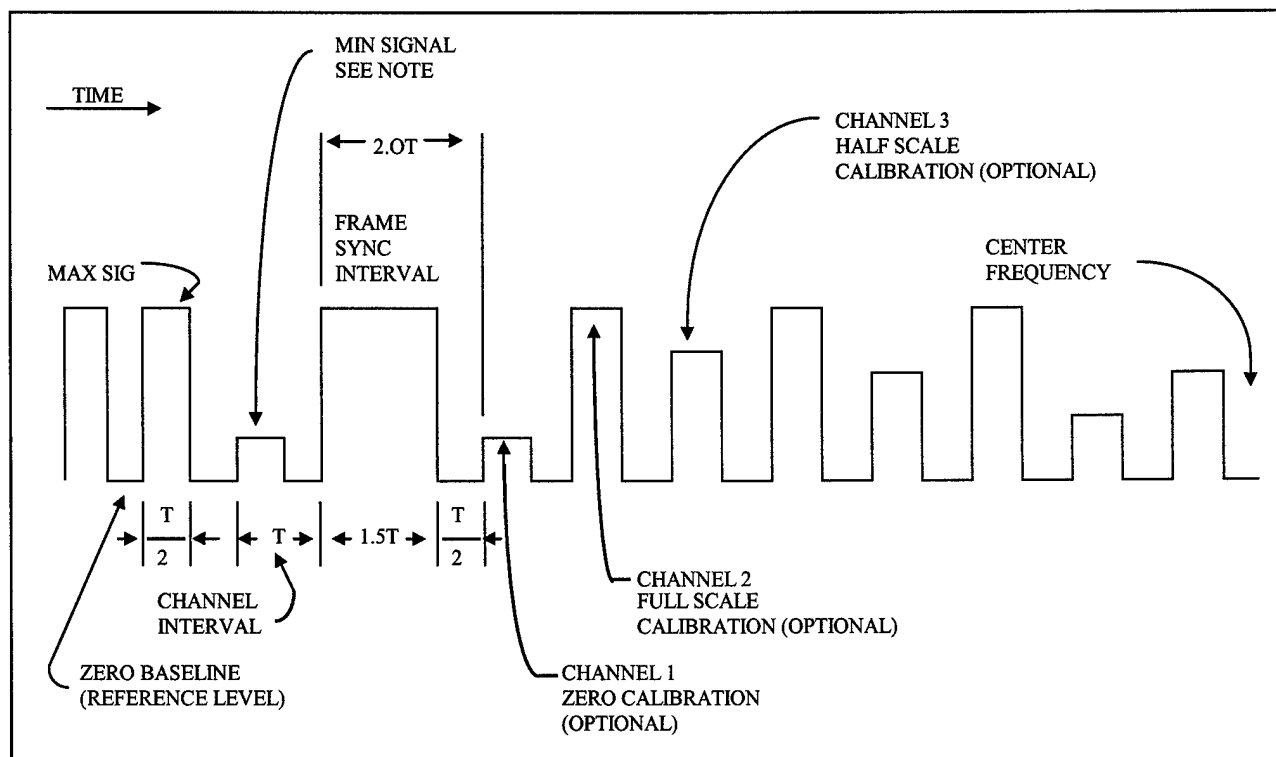 MIN SIGNAL
SEE NOTE
TIME
2.OT
CHANNEL 3
HALF SCALE
CALIBRATION (OPTIONAL)
FRAME
SYNC
INTERVAL
CENTER
FREQUENCY
MAX SIG
T
2
T
1.5T
T
2
CHANNEL
INTERVAL
CHANNEL 2
FULL SCALE
CALIBRATION (OPTIONAL)
ZERO BASELINE
(REFERENCE LEVEL)
CHANNEL 1
ZERO CALIBRATION
(OPTIONAL)